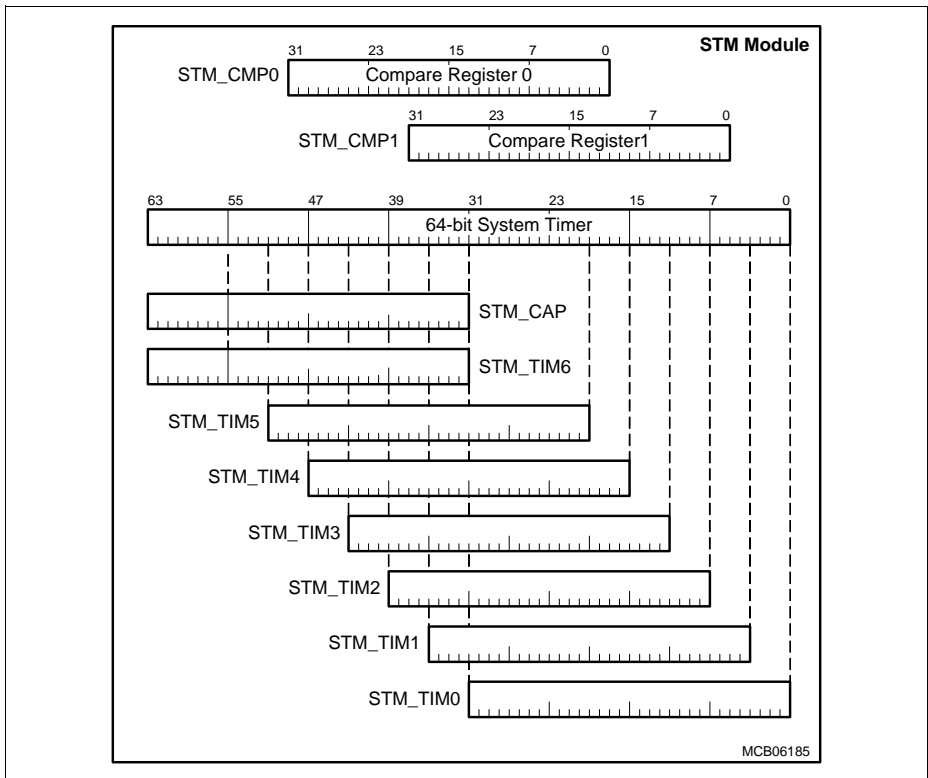 STM Module
31 23 15 7 0
STM_CMP0 Compare Register 0
31 23 15 7 0
STM_CMP1 Compare Register1
63 55 47 39 31 23 15 7 0
64-bit System Timer
STM_CAP
STM_TIM6
STM_TIM5
STM_TIM4
STM_TIM3
STM_TIM2
STM_TIM1
STM_TIM0
MCB06185